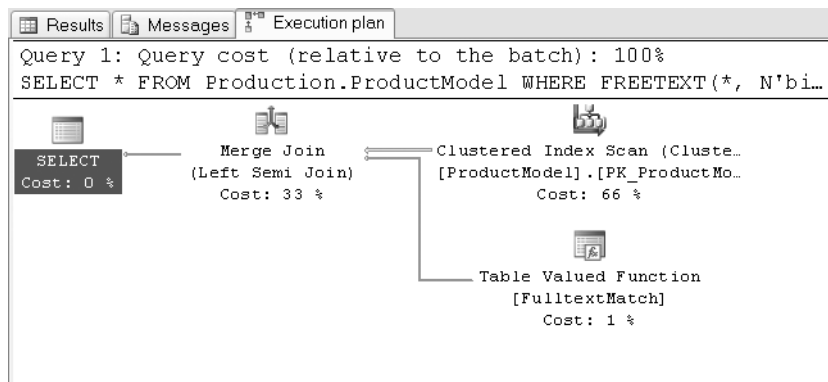 Results Messages Execution plan
Query 1: Query cost (relative to the batch): 100%
SELECT * FROM Production.ProductModel WHERE FREETEXT(*, N'bi…
SELECT
Cost: 0 %
Merge Join
(Left Semi Join)
Cost: 33 %
Clustered Index Scan (Cluste…
[ProductModel].[PK_ProductMo…
Cost: 66 %
Table Valued Function
[FulltextMatch]
Cost: 1 %